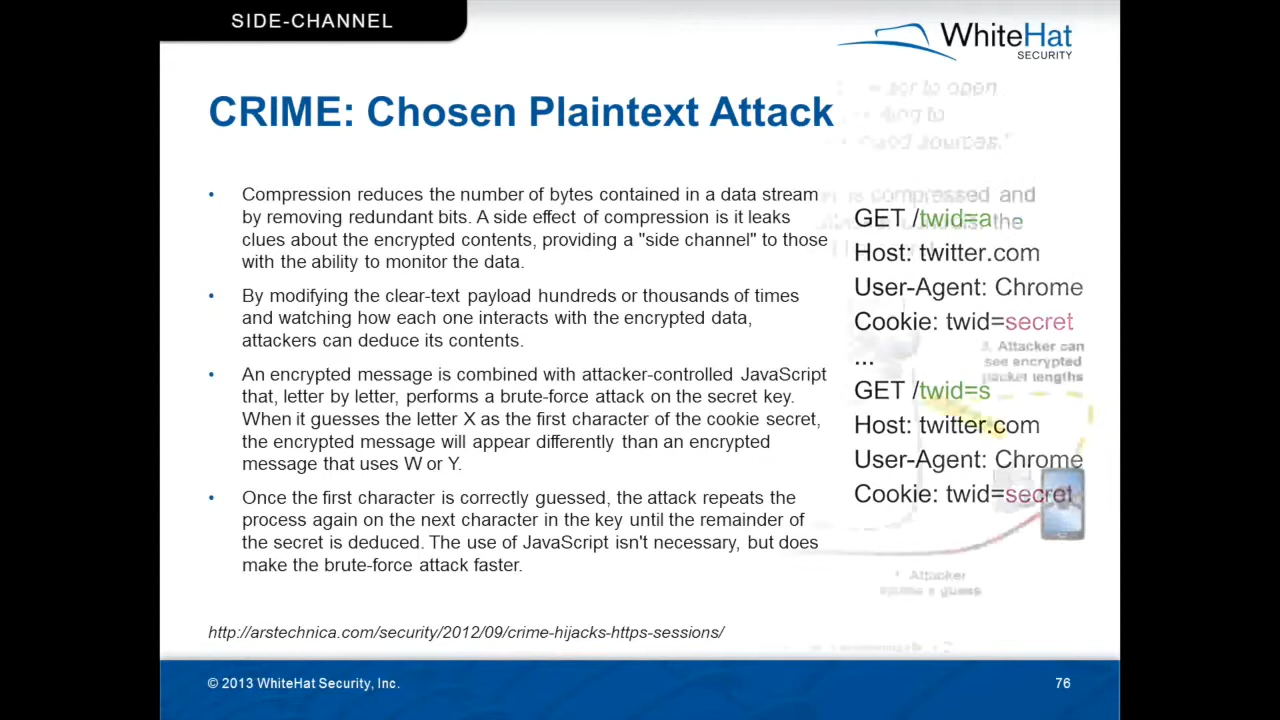 SIDE-CHANNEL
WhiteHat
SECURITY
CRIME: Chosen Plaintext Attack
• Compression reduces the number of bytes contained in a data stream
by removing redundant bits. A side effect of compression is it leaks
clues about the encrypted contents, providing a "side channel" to those
with the ability to monitor the data.
• By modifying the clear-text payload hundreds or thousands of times
and watching how each one interacts with the encrypted data,
attackers can deduce its contents.
• An encrypted message is combined with attacker-controlled JavaScript
that, letter by letter, performs a brute-force attack on the secret key.
When it guesses the letter X as the first character of the cookie secret,
the encrypted message will appear differently than an encrypted
message that uses W or Y.
• Once the first character is correctly guessed, the attack repeats the
process again on the next character in the key until the remainder of
the secret is deduced. The use of JavaScript isn't necessary, but does
make the brute-force attack faster.
to open
to
is compressed and
the
GET /twid=a
Host: twitter.com
User-Agent: Chrome
Cookie: twid=secret
...
3. Attacker can
see encrypted
packet lengths
GET /twid=s
Host: twitter.com
User-Agent: Chrome
Cookie: twid=secret
Attacker
a guess
http://arstechnica.com/security/2012/09/crime-hijacks-https-sessions/
© 2013 WhiteHat Security, Inc.
76